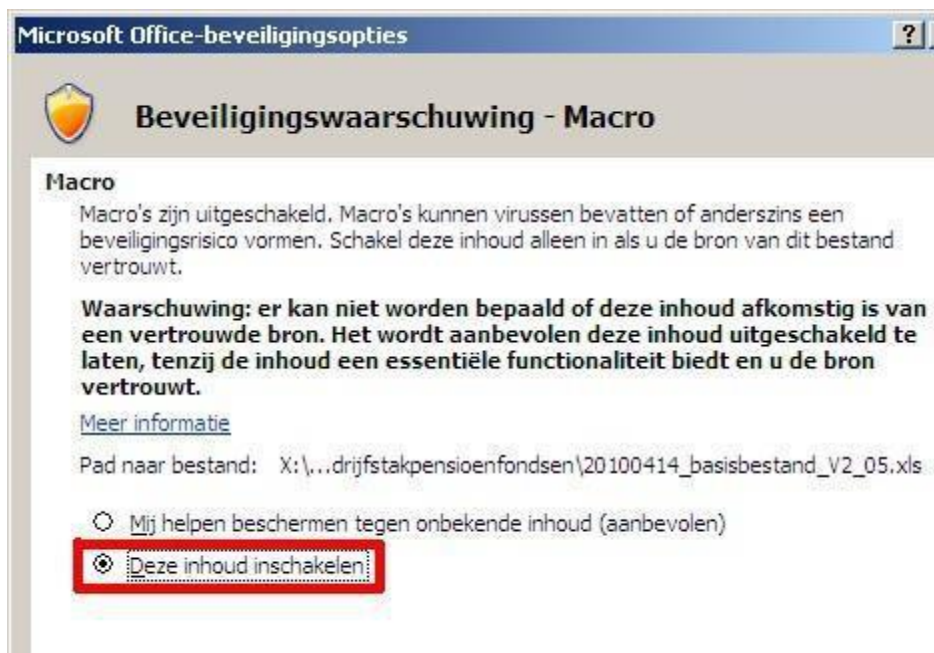 Microsoft Office-beveiligingsopties
?
Beveiligingswaarschuwing - Macro
Macro
Macro's zijn uitgeschakeld. Macro's kunnen virussen bevatten of anderszins een
beveiligingsrisico vormen. Schakel deze inhoud alleen in als u de bron van dit bestand
vertrouwt.
Waarschuwing: er kan niet worden bepaald of deze inhoud afkomstig is van
een vertrouwde bron. Het wordt aanbevolen deze inhoud uitgeschakeld te
laten, tenzij de inhoud een essentiële functionaliteit biedt en u de bron
vertrouwt.
Meer informatie
Pad naar bestand: X:\...drijfstakpensioenfondsen\20100414_basisbestand_V2_05.xls
Mij helpen beschermen tegen onbekende inhoud (aanbevolen)
Deze inhoud inschakelen